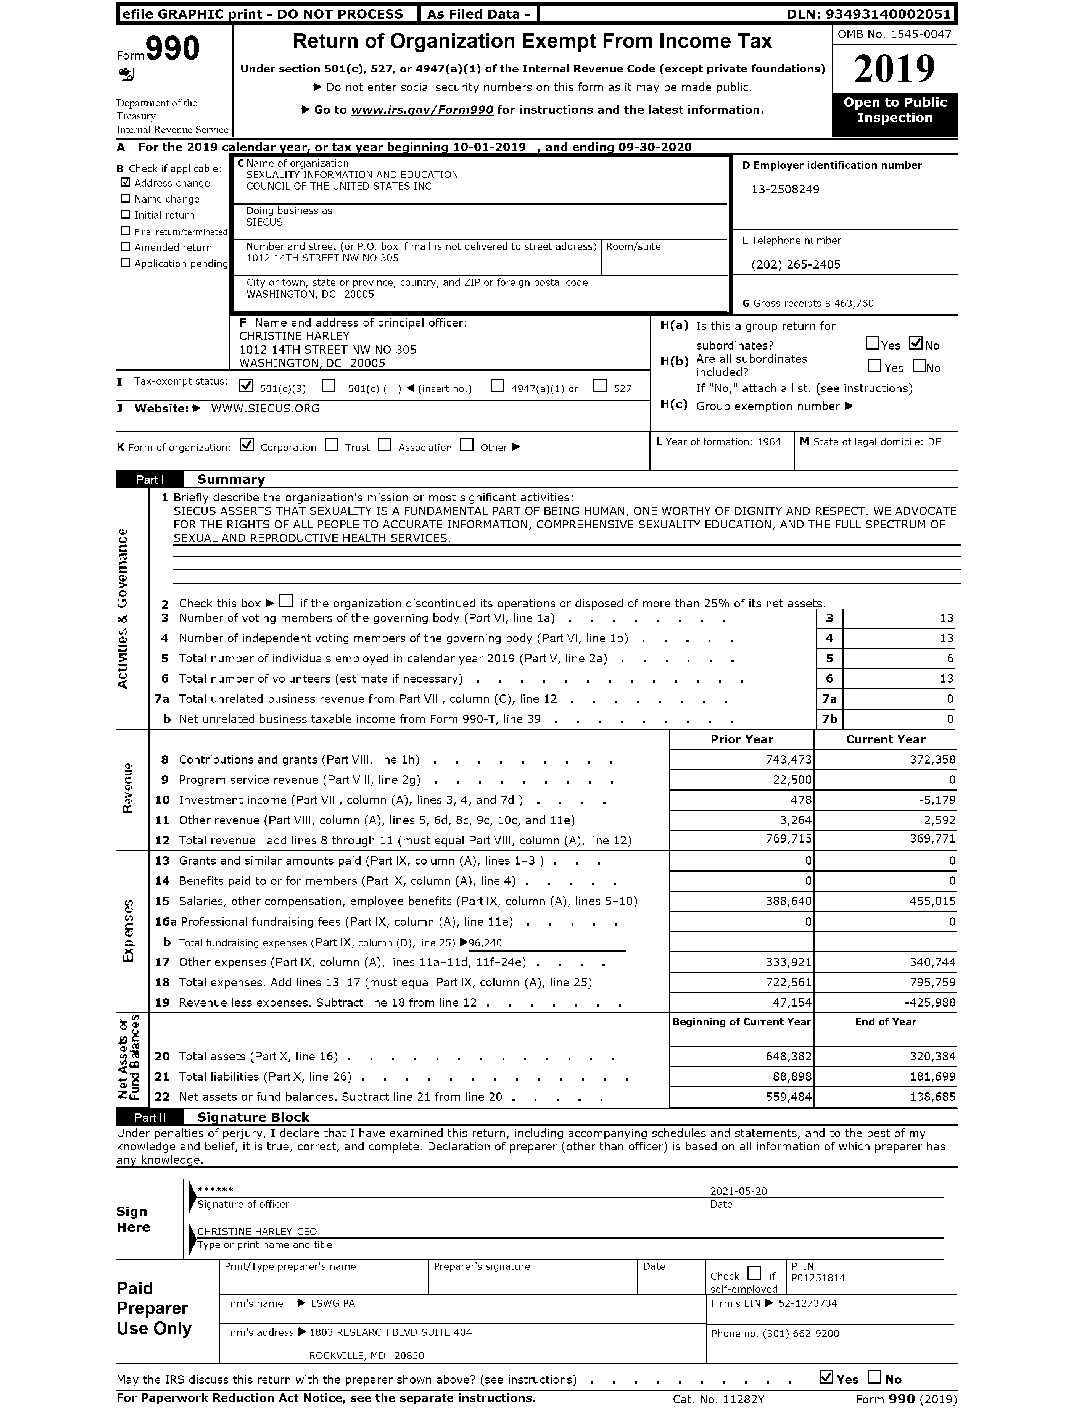 efile GRAPHIC print - DO NOT PROCESS | As Filed Data - | DLN: 93493140002051
Form 990
Department of the
Treasury
Internal Revenue Service
Return of Organization Exempt From Income Tax
Under section 501(c), 527, or 4947(a)(1) of the Internal Revenue Code (except private foundations)
▶ Do not enter social security numbers on this form as it may be made public.
▶ Go to www.irs.gov/Form990 for instructions and the latest information.
OMB No. 1545-0047
2019
Open to Public
Inspection
A For the 2019 calendar year, or tax year beginning 10-01-2019 , and ending 09-30-2020
B Check if applicable:
☑ Address change
☐ Name change
☐ Initial return
☐ Final return/terminated
☐ Amended return
☐ Application pending
C Name of organization
SEXUALITY INFORMATION AND EDUCATION
COUNCIL OF THE UNITED STATES INC
Doing business as
SIECUS
Number and street (or P.O. box if mail is not delivered to street address) Room/suite
1012 14TH STREET NW NO 305
City or town, state or province, country, and ZIP or foreign postal code
WASHINGTON, DC 20005
D Employer identification number
13-2508249
E Telephone number
(202) 265-2405
G Gross receipts $ 463,760
F Name and address of principal officer:
CHRISTINE HARLEY
1012 14TH STREET NW NO 305
WASHINGTON, DC 20005
H(a) Is this a group return for
subordinates? ☐Yes ☑No
H(b) Are all subordinates
included? ☐Yes ☐No
If "No," attach a list. (see instructions)
H(c) Group exemption number ▶
I Tax-exempt status: ☑ 501(c)(3) ☐ 501(c) ( ) ◀ (insert no.) ☐ 4947(a)(1) or ☐ 527
J Website: ▶ WWW.SIECUS.ORG
K Form of organization: ☑ Corporation ☐ Trust ☐ Association ☐ Other ▶
L Year of formation: 1964
M State of legal domicile: DE
Part I Summary
Activities & Governance
1 Briefly describe the organization's mission or most significant activities:
SIECUS ASSERTS THAT SEXUALITY IS A FUNDAMENTAL PART OF BEING HUMAN, ONE WORTHY OF DIGNITY AND RESPECT. WE ADVOCATE
FOR THE RIGHTS OF ALL PEOPLE TO ACCURATE INFORMATION, COMPREHENSIVE SEXUALITY EDUCATION, AND THE FULL SPECTRUM OF
SEXUAL AND REPRODUCTIVE HEALTH SERVICES.
2 Check this box ▶ ☐ if the organization discontinued its operations or disposed of more than 25% of its net assets.
3 Number of voting members of the governing body (Part VI, line 1a) . . . . . . . . 3 13
4 Number of independent voting members of the governing body (Part VI, line 1b) . . . . . 4 13
5 Total number of individuals employed in calendar year 2019 (Part V, line 2a) . . . . . . 5 6
6 Total number of volunteers (estimate if necessary) . . . . . . . . . . . . . 6 13
7a Total unrelated business revenue from Part VIII, column (C), line 12 . . . . . . . . . 7a 0
b Net unrelated business taxable income from Form 990-T, line 39 . . . . . . . . . 7b 0
Prior Year Current Year
Revenue
8 Contributions and grants (Part VIII, line 1h) . . . . . . . . . 743,473 372,358
9 Program service revenue (Part VIII, line 2g) . . . . . . . . . 22,500 0
10 Investment income (Part VIII, column (A), lines 3, 4, and 7d ) . . . . 478 -5,179
11 Other revenue (Part VIII, column (A), lines 5, 6d, 8c, 9c, 10c, and 11e) 3,264 2,592
12 Total revenue—add lines 8 through 11 (must equal Part VIII, column (A), line 12) 769,715 369,771
Expenses
13 Grants and similar amounts paid (Part IX, column (A), lines 1–3 ) . . . 0 0
14 Benefits paid to or for members (Part IX, column (A), line 4) . . . . . 0 0
15 Salaries, other compensation, employee benefits (Part IX, column (A), lines 5–10) 388,640 455,015
16a Professional fundraising fees (Part IX, column (A), line 11e) . . . . . 0 0
b Total fundraising expenses (Part IX, column (D), line 25) ▶96,240
17 Other expenses (Part IX, column (A), lines 11a–11d, 11f–24e) . . . . 333,921 340,744
18 Total expenses. Add lines 13–17 (must equal Part IX, column (A), line 25) 722,561 795,759
19 Revenue less expenses. Subtract line 18 from line 12 . . . . . . . 47,154 -425,988
Net Assets or
Fund Balances
Beginning of Current Year End of Year
20 Total assets (Part X, line 16) . . . . . . . . . . . . . 648,382 320,384
21 Total liabilities (Part X, line 26) . . . . . . . . . . . . . 88,898 181,699
22 Net assets or fund balances. Subtract line 21 from line 20 . . . . . 559,484 138,685
Part II Signature Block
Under penalties of perjury, I declare that I have examined this return, including accompanying schedules and statements, and to the best of my
knowledge and belief, it is true, correct, and complete. Declaration of preparer (other than officer) is based on all information of which preparer has
any knowledge.
Sign
Here
****** 2021-05-20
Signature of officer Date
CHRISTINE HARLEY CEO
Type or print name and title
Paid
Preparer
Use Only
Print/Type preparer's name Preparer's signature Date
Check ☐ if
self-employed
PTIN
P01251814
Firm's name ▶ LSWG PA
Firm's EIN ▶ 52-1273734
Firm's address ▶ 1803 RESEARCH BLVD SUITE 404
ROCKVILLE, MD 20850
Phone no. (301) 662-9200
May the IRS discuss this return with the preparer shown above? (see instructions) . . . . . . . . . . ☑ Yes ☐ No
For Paperwork Reduction Act Notice, see the separate instructions. Cat. No. 11282Y Form 990 (2019)